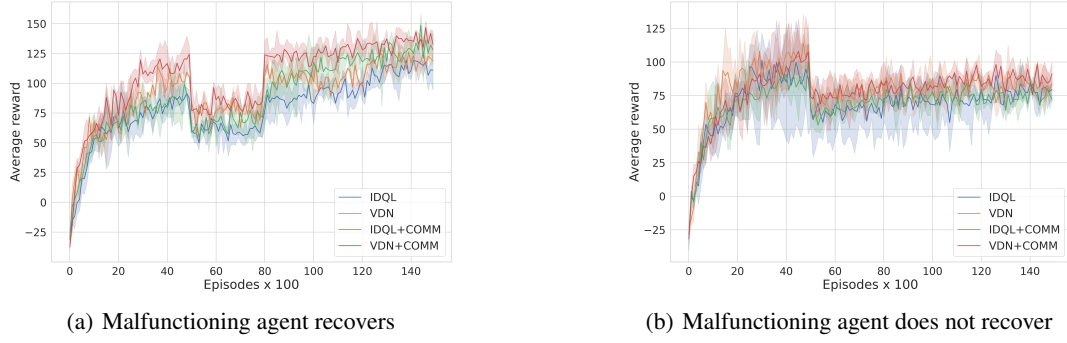 150
125
100
75
50
25
0
−25
Average reward
0 20 40 60 80 100 120 140
Episodes x 100
IDQL
VDN
IDQL+COMM
VDN+COMM
(a) Malfunctioning agent recovers
125
100
75
50
25
0
−25
Average reward
0 20 40 60 80 100 120 140
Episodes x 100
IDQL
VDN
IDQL+COMM
VDN+COMM
(b) Malfunctioning agent does not recover